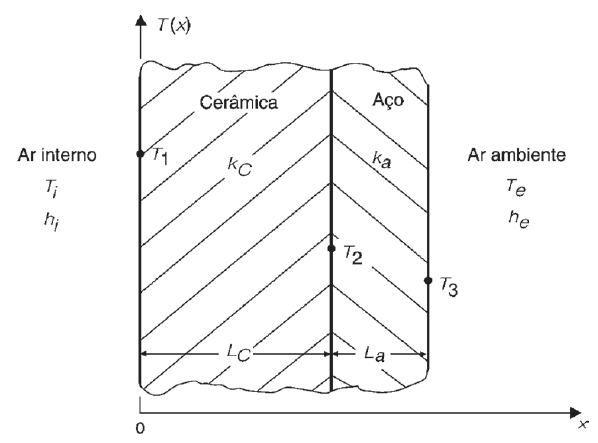 T(x)
Cerâmica
Aço
Ar interno
T1
kC
ka
Ar ambiente
Ti
Te
hi
he
T2
T3
LC
La
0
x